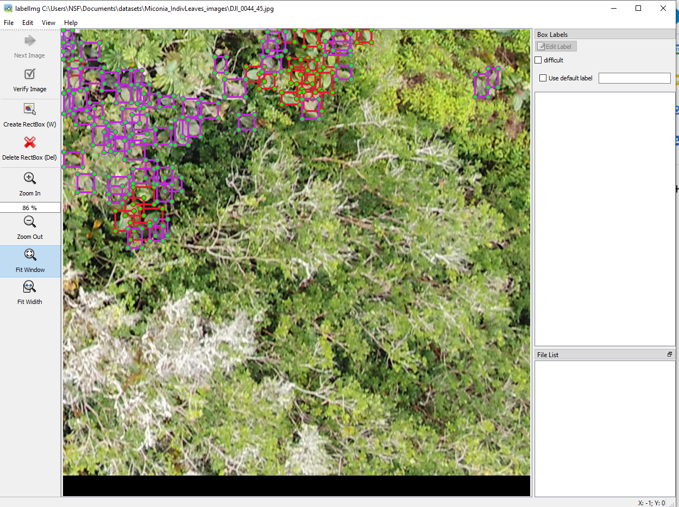 labelImg C:\Users\NSF\Documents\datasets\Miconia_IndivLeaves_images\DJI_0044_45.jpg
File Edit View Help
Next Image
Verify Image
Create RectBox (W)
Delete RectBox (Del)
Zoom In
86 %
Zoom Out
Fit Window
Fit Width
Box Labels
Edit Label
difficult
Use default label
File List
X: -1; Y: 0